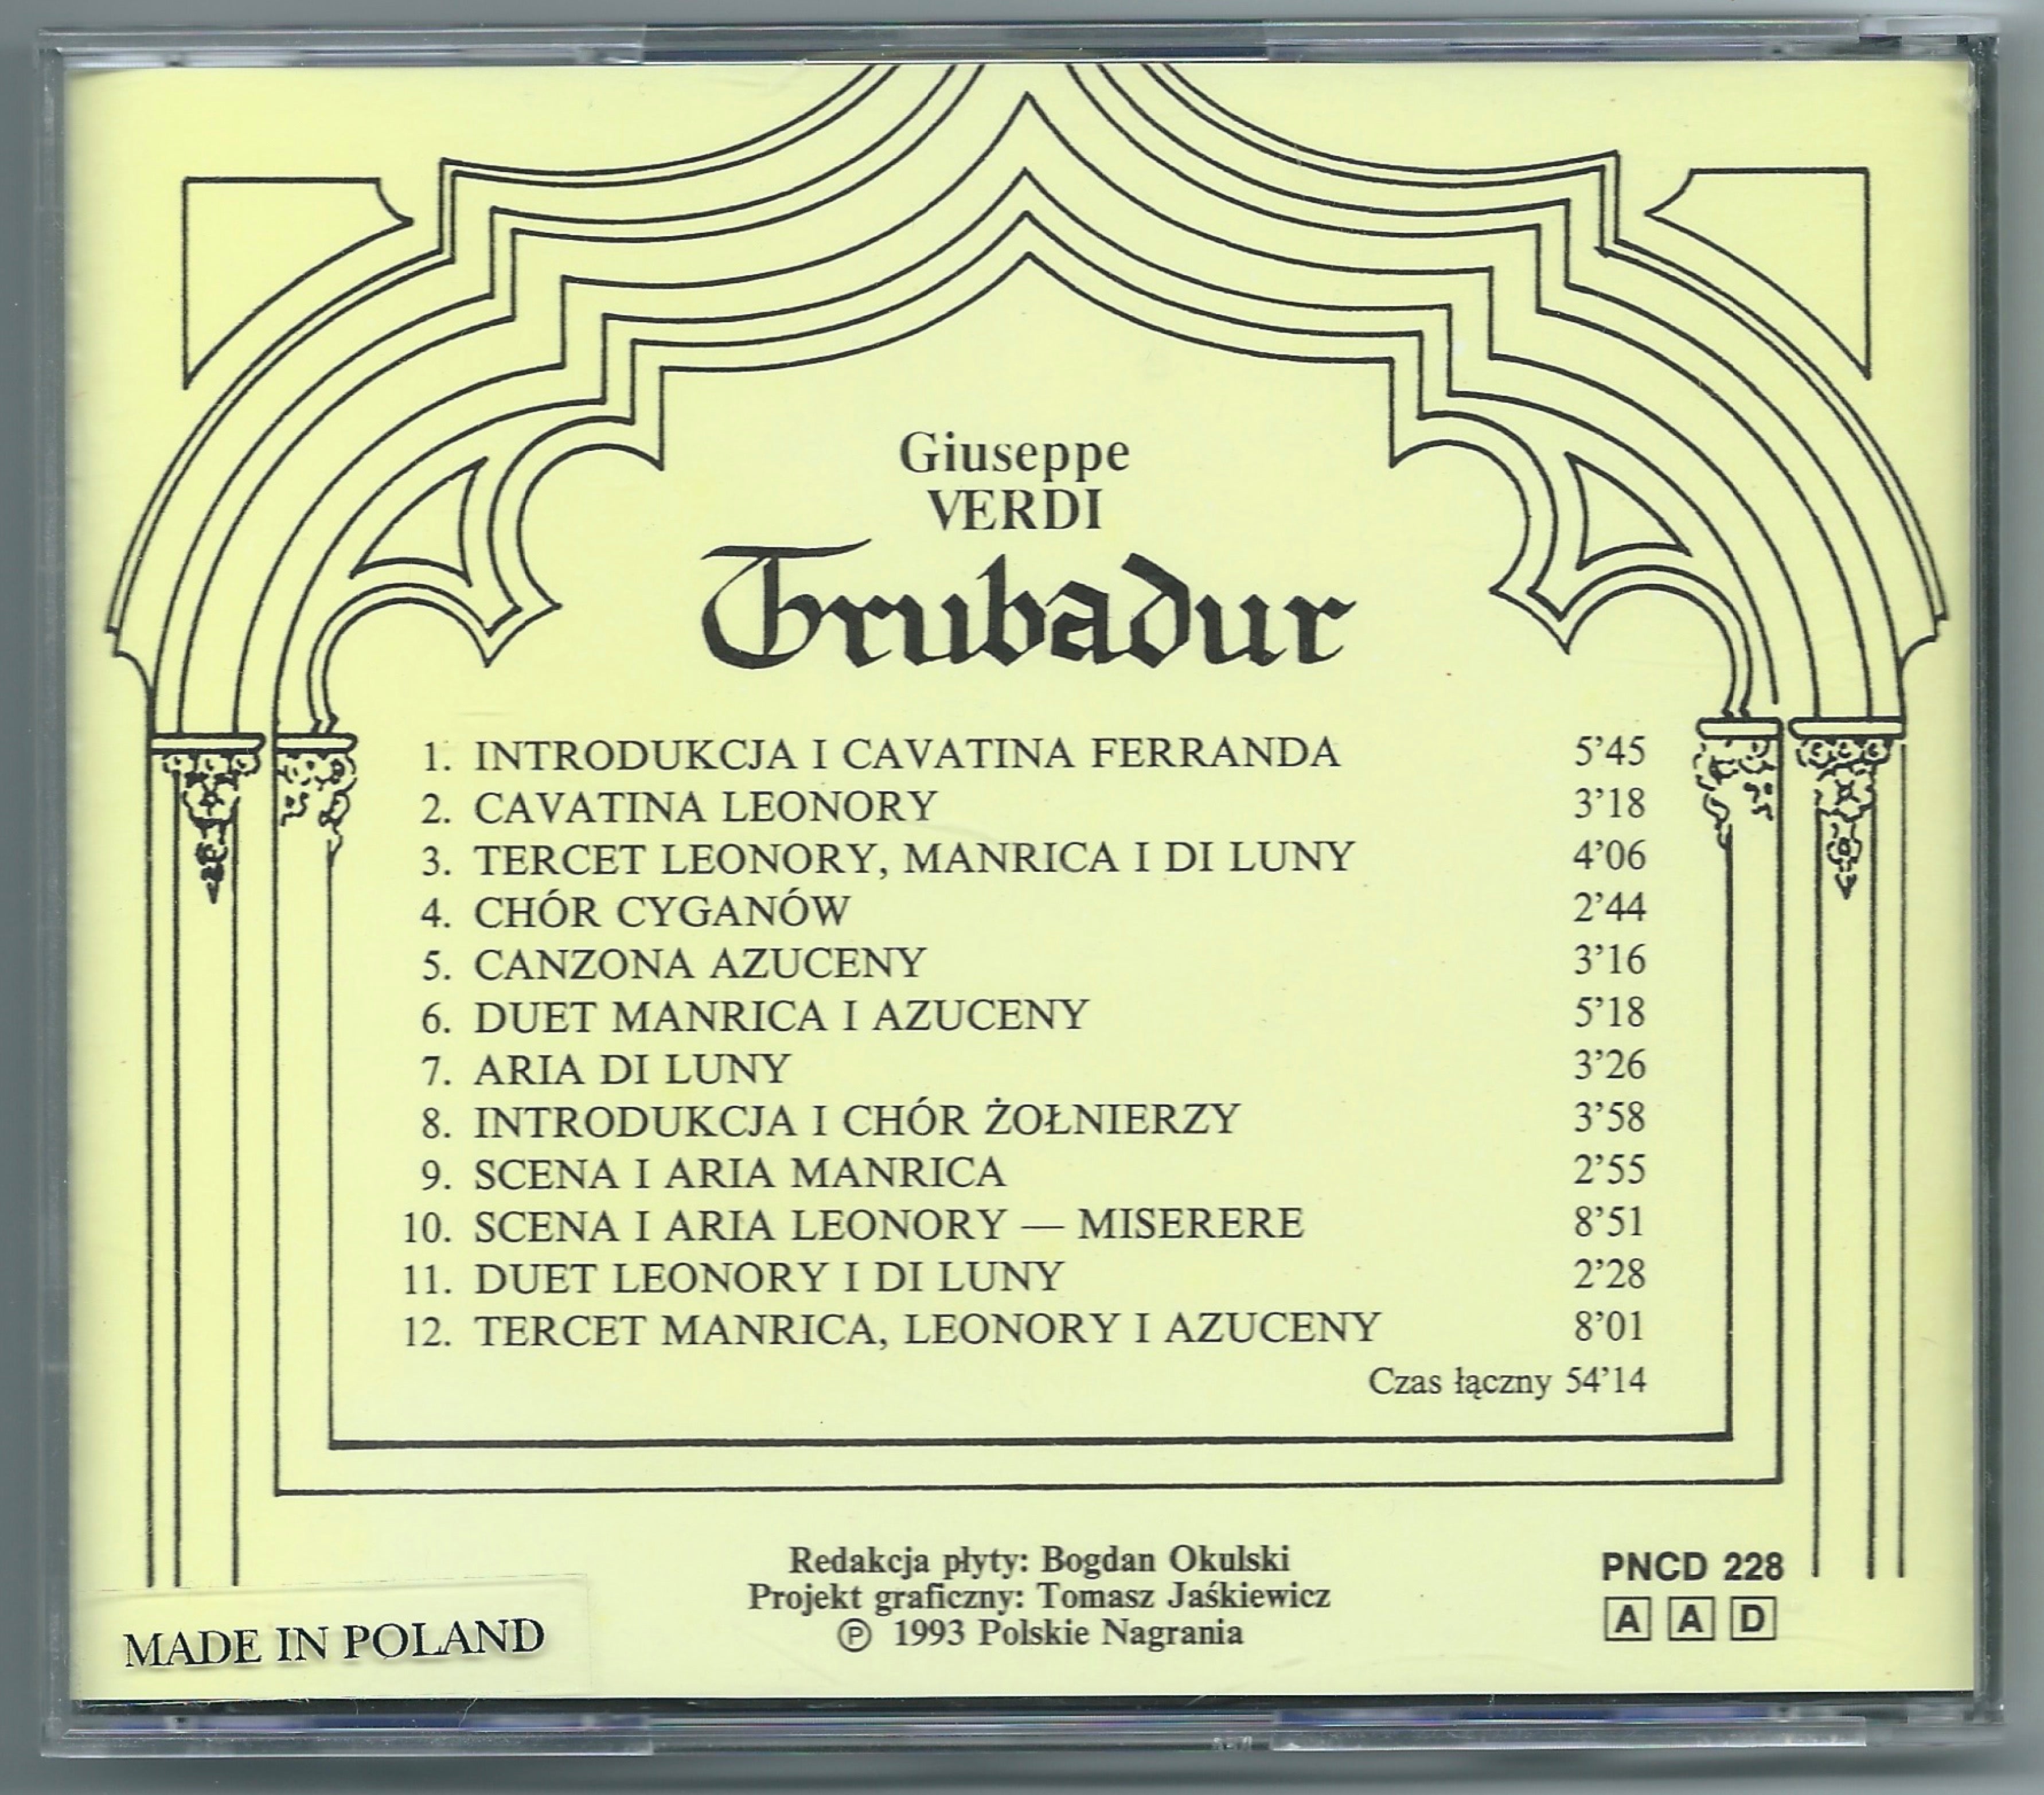 Giuseppe
VERDI
Trubadur
1. INTRODUKCJA I CAVATINA FERRANDA 5’45
2. CAVATINA LEONORY 3’18
3. TERCET LEONORY, MANRICA I DI LUNY 4’06
4. CHÓR CYGANÓW 2’44
5. CANZONA AZUCENY 3’16
6. DUET MANRICA I AZUCENY 5’18
7. ARIA DI LUNY 3’26
8. INTRODUKCJA I CHÓR ŻOŁNIERZY 3’58
9. SCENA I ARIA MANRICA 2’55
10. SCENA I ARIA LEONORY — MISERERE 8’51
11. DUET LEONORY I DI LUNY 2’28
12. TERCET MANRICA, LEONORY I AZUCENY 8’01
Czas łączny 54’14
Redakcja płyty: Bogdan Okulski
Projekt graficzny: Tomasz Jaśkiewicz
℗ 1993 Polskie Nagrania
PNCD 228
A A D
MADE IN POLAND